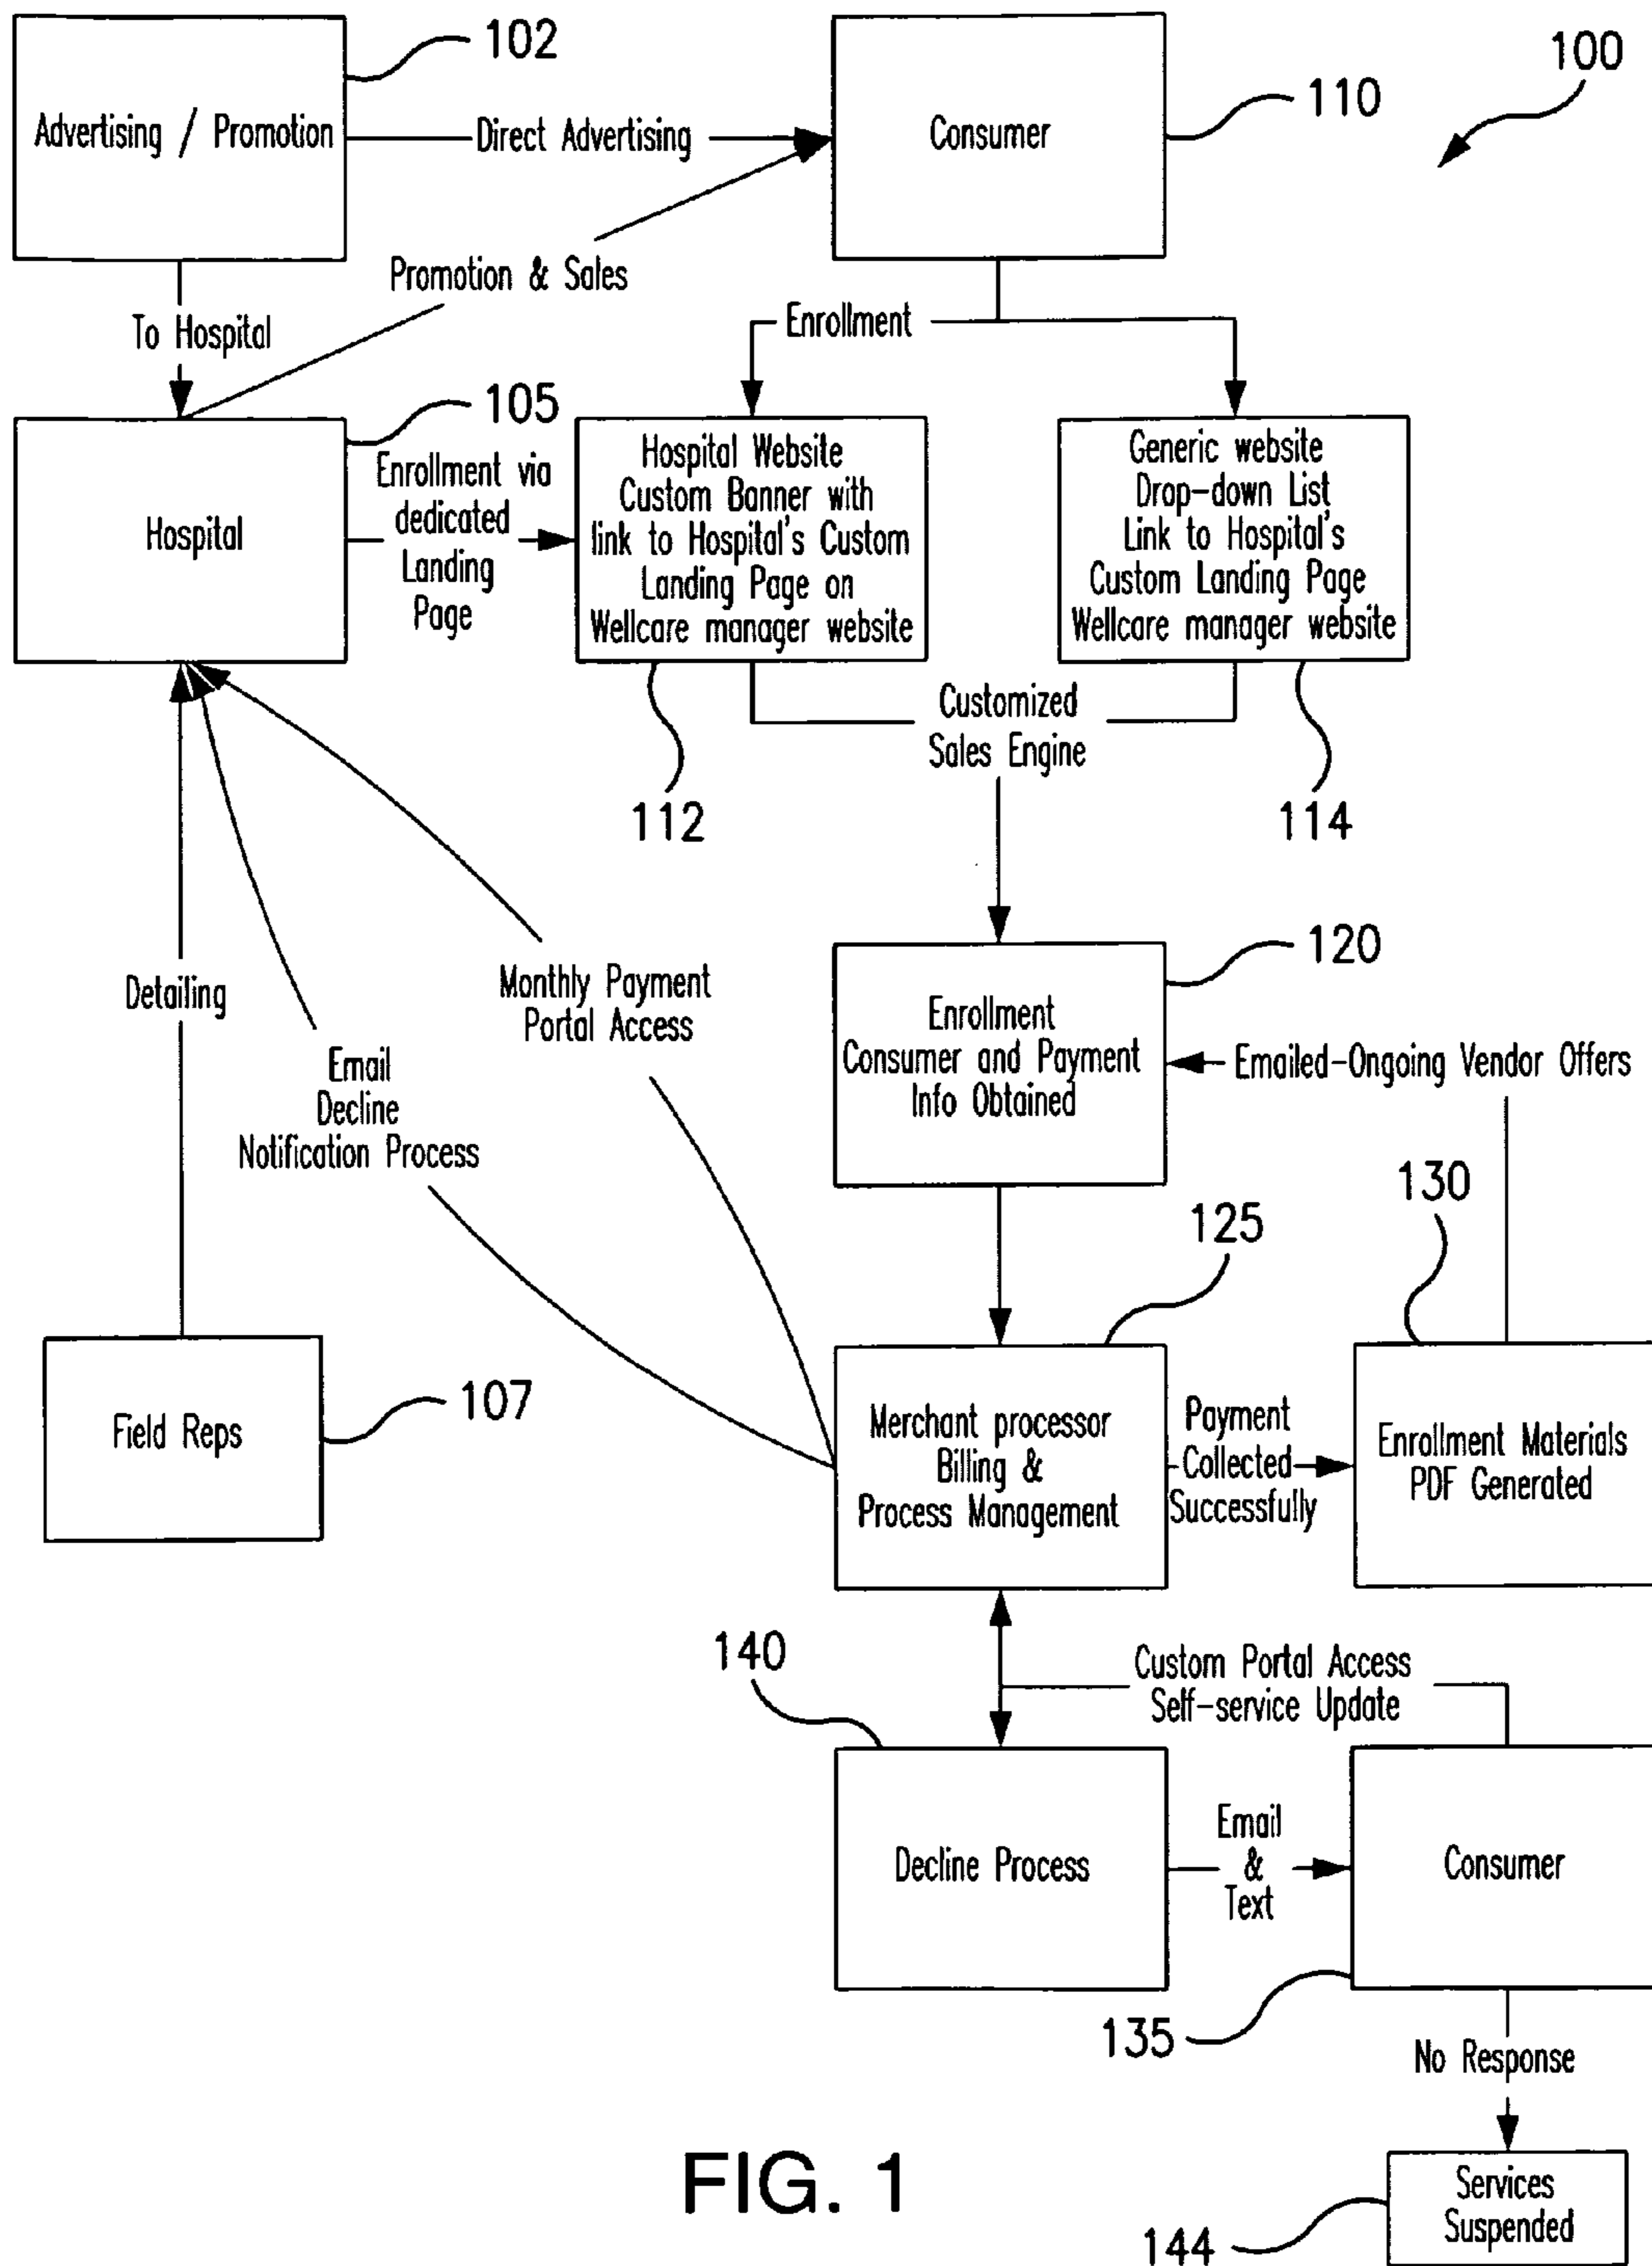 102
100
110
Advertising / Promotion
Direct Advertising
Consumer
Promotion & Sales
To Hospital
Enrollment
105
Hospital
Enrollment via
dedicated
Landing
Page
Hospital Website
Custom Banner with
link to Hospital's Custom
Landing Page on
Wellcare manager website
Generic website
Drop-down List
Link to Hospital's
Custom Landing Page
Wellcare manager website
Customized
Sales Engine
112
114
120
Detailing
Monthly Payment
Portal Access
Enrollment
Consumer and Payment
Info Obtained
Emailed-Ongoing Vendor Offers
Email
Decline
Notification Process
130
125
107
Field Reps
Merchant processor
Billing &
Process Management
Payment
Collected
Successfully
Enrollment Materials
PDF Generated
140
Custom Portal Access
Self-service Update
Decline Process
Email
&
Text
Consumer
135
No Response
FIG. 1
Services
Suspended
144